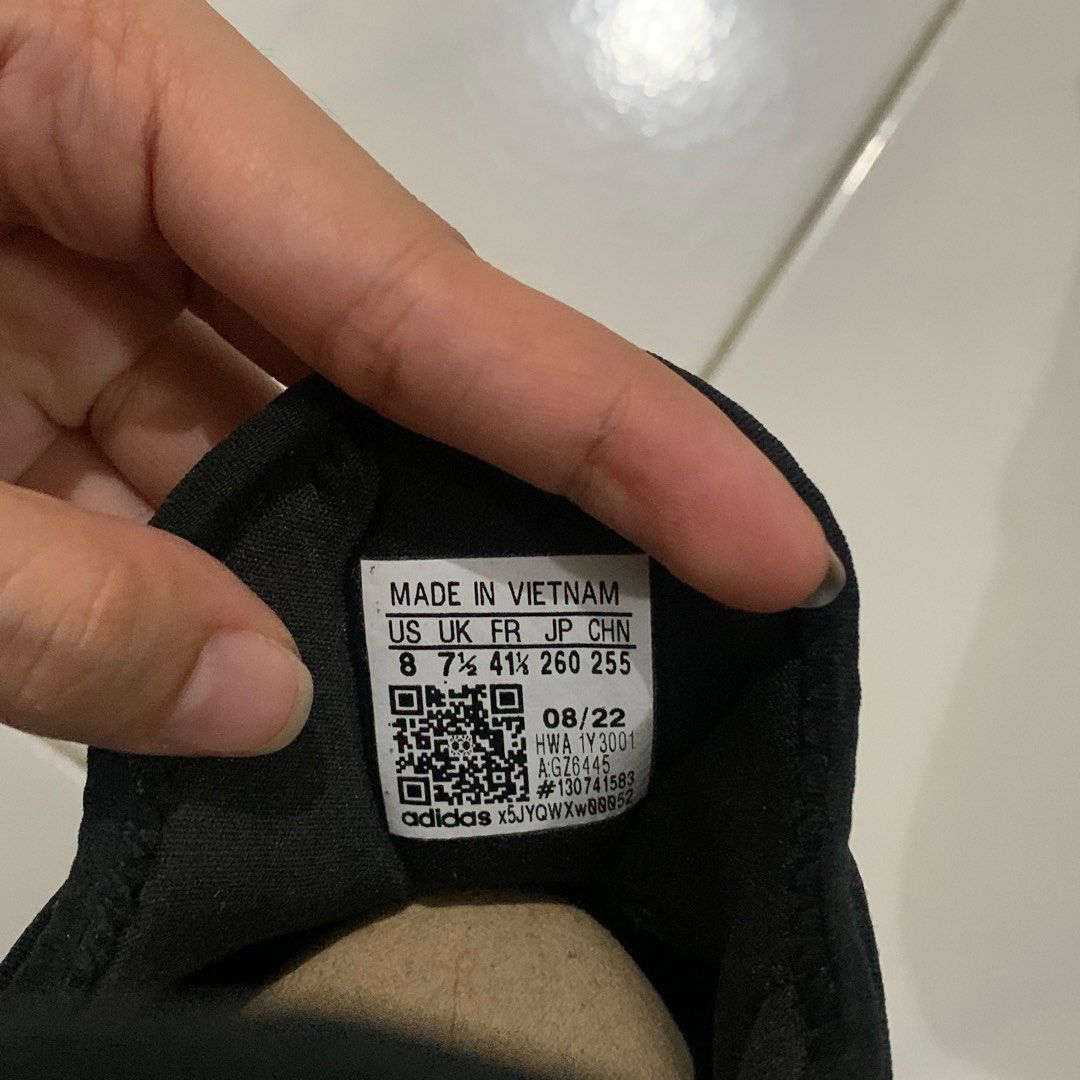 MADE IN VIETNAM
US UK FR JP CHN
8 7½ 41⅓ 260 255
08/22
HWA 1Y3001
A:GZ6445
#130741583
adidas x5JYQWXw00052